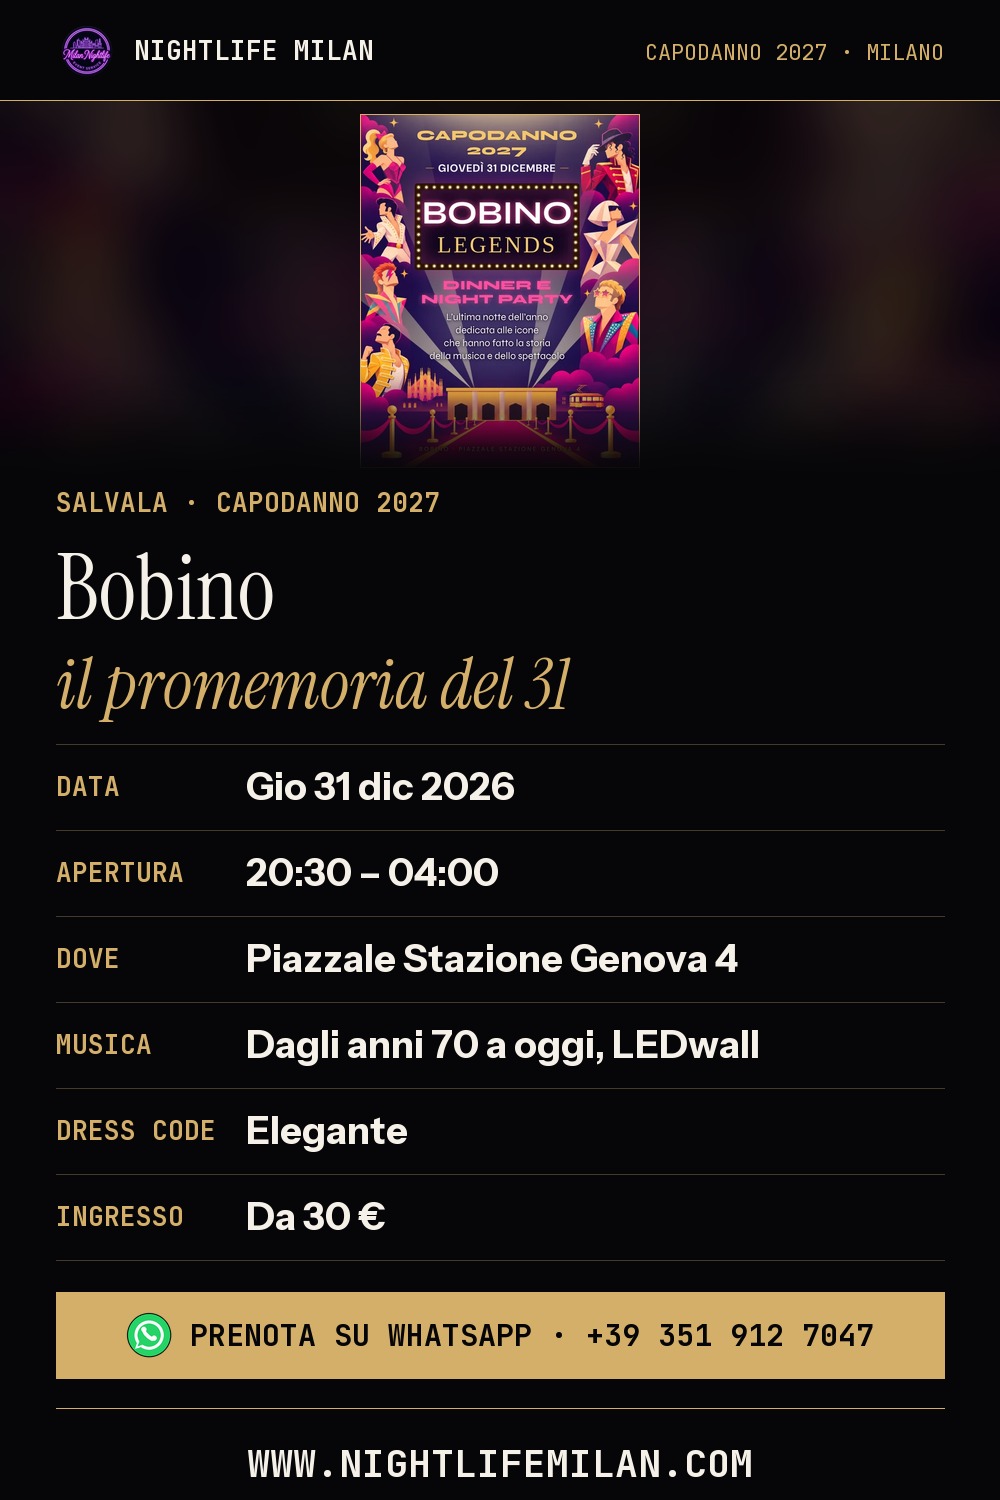 Milan Nightlife
NIGHTLIFE MILAN
CAPODANNO 2027 · MILANO
CAPODANNO
2027
GIOVEDÌ 31 DICEMBRE
BOBINO
LEGENDS
DINNER E
NIGHT PARTY
L'ultima notte dell'anno
dedicata alle icone
che hanno fatto la storia
della musica e dello spettacolo
SALVALA · CAPODANNO 2027
Bobino
il promemoria del 31
DATA Gio 31 dic 2026
APERTURA 20:30 – 04:00
DOVE Piazzale Stazione Genova 4
MUSICA Dagli anni 70 a oggi, LEDwall
DRESS CODE Elegante
INGRESSO Da 30 €
PRENOTA SU WHATSAPP · +39 351 912 7047
WWW.NIGHTLIFEMILAN.COM